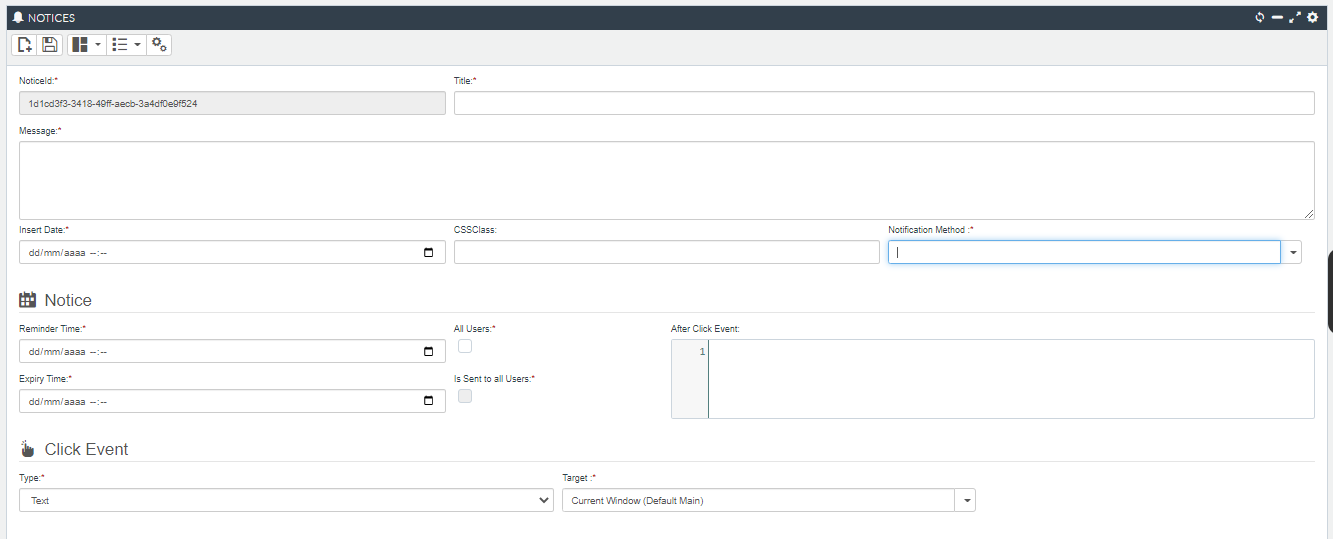 NOTICES
NoticeId:* Title:*
1d1cd3f3-3418-49ff-aecb-3a4df0e9f524
Message:*
Insert Date:* CSSClass: Notification Method :*
dd/mm/aaaa --:--
Notice
Reminder Time:* All Users:* After Click Event:
dd/mm/aaaa --:-- 1
Expiry Time:* Is Sent to all Users:*
dd/mm/aaaa --:--
Click Event
Type:* Target :*
Text Current Window (Default Main)